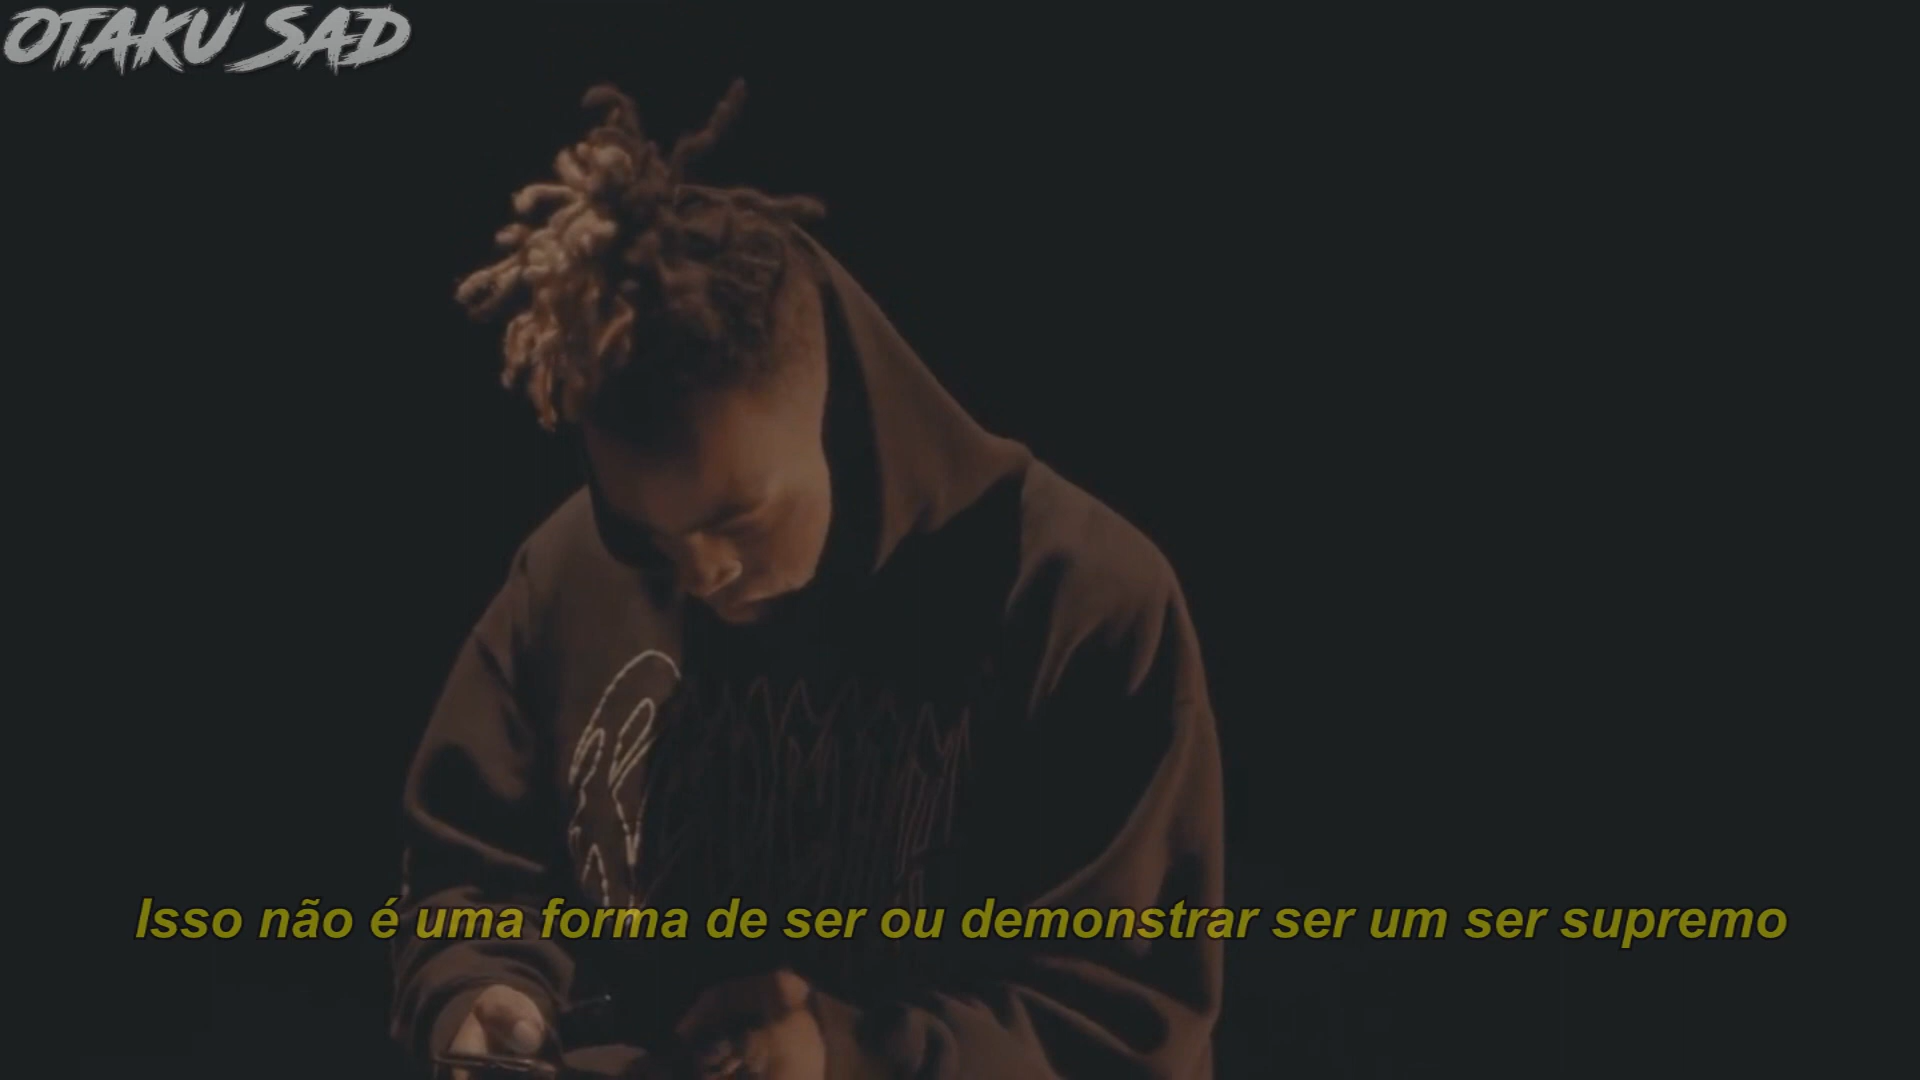 OTAKU SAD
Isso não é uma forma de ser ou demonstrar ser um ser supremo